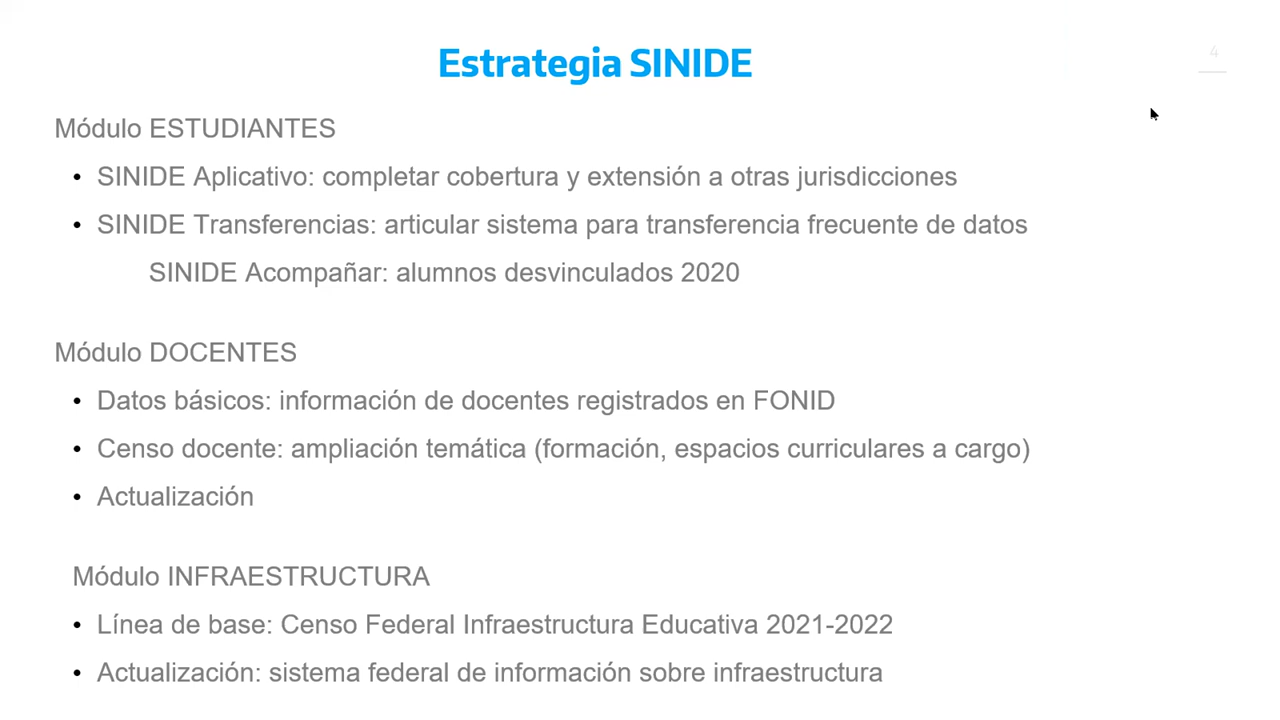 Estrategia SINIDE
4
Módulo ESTUDIANTES
• SINIDE Aplicativo: completar cobertura y extensión a otras jurisdicciones
• SINIDE Transferencias: articular sistema para transferencia frecuente de datos
SINIDE Acompañar: alumnos desvinculados 2020
Módulo DOCENTES
• Datos básicos: información de docentes registrados en FONID
• Censo docente: ampliación temática (formación, espacios curriculares a cargo)
• Actualización
Módulo INFRAESTRUCTURA
• Línea de base: Censo Federal Infraestructura Educativa 2021-2022
• Actualización: sistema federal de información sobre infraestructura